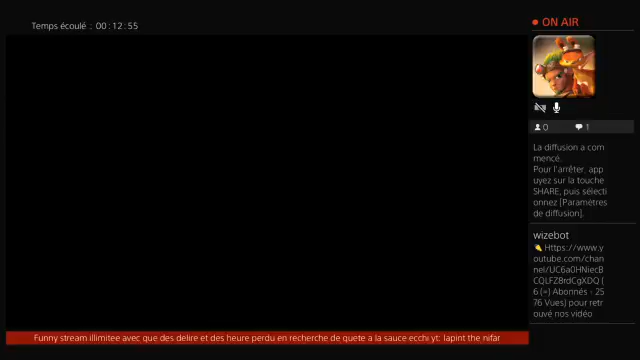 Temps écoulé : 00:12:55
ON AIR
0 1
La diffusion a com
mencé.
Pour l'arrêter, app
uyez sur la touche
SHARE, puis sélecti
onnez [Paramètres
de diffusion].
wizebot
Https://www.y
outube.com/chan
nel/UC6a0HNiecB
CQLFZ8rdCgXDQ (
6 (=) Abonnés - 25
76 Vues) pour retr
ouvé nos vidéo
Funny stream illimitee avec que des delire et des heure perdu en recherche de quete a la sauce ecchi yt: lapint the nifar